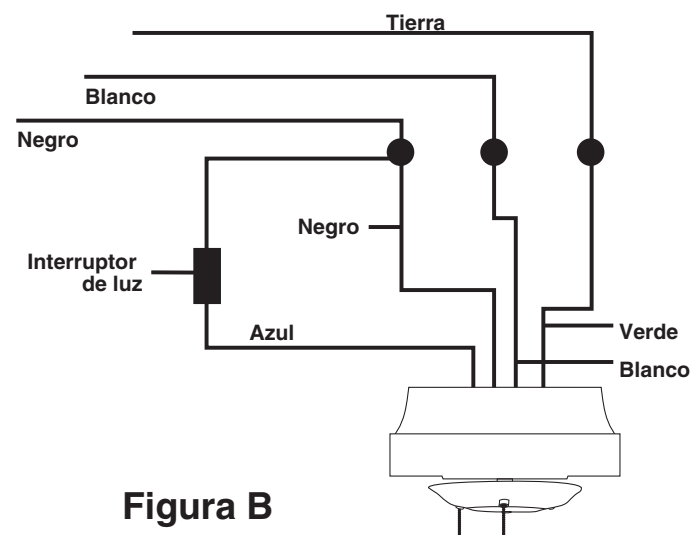 Tierra
Blanco
Negro
Negro
Interruptor
de luz
Azul
Verde
Blanco
Figura B